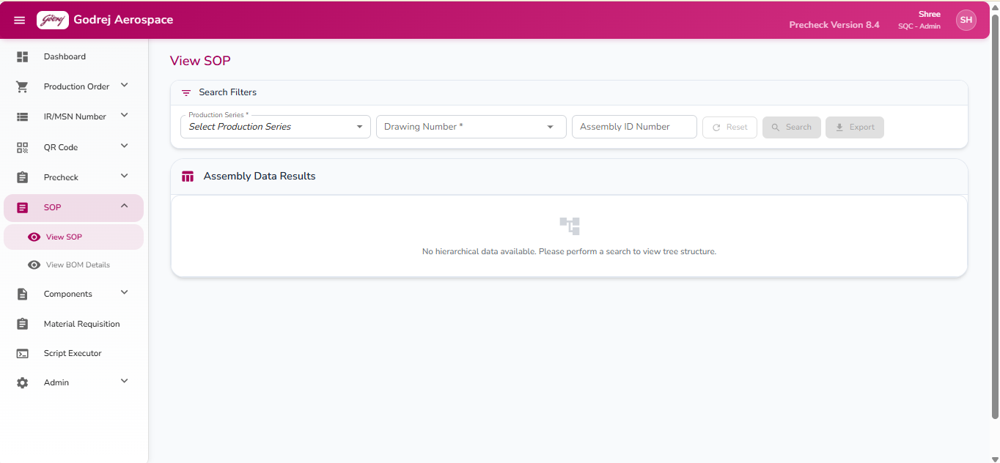 Godrej Godrej Aerospace
Precheck Version 8.4
Shree
SQC - Admin
SH
Dashboard
Production Order
IR/MSN Number
QR Code
Precheck
SOP
View SOP
View BOM Details
Components
Material Requisition
Script Executor
Admin
View SOP
Search Filters
Production Series *
Select Production Series
Drawing Number *
Assembly ID Number
Reset
Search
Export
Assembly Data Results
No hierarchical data available. Please perform a search to view tree structure.